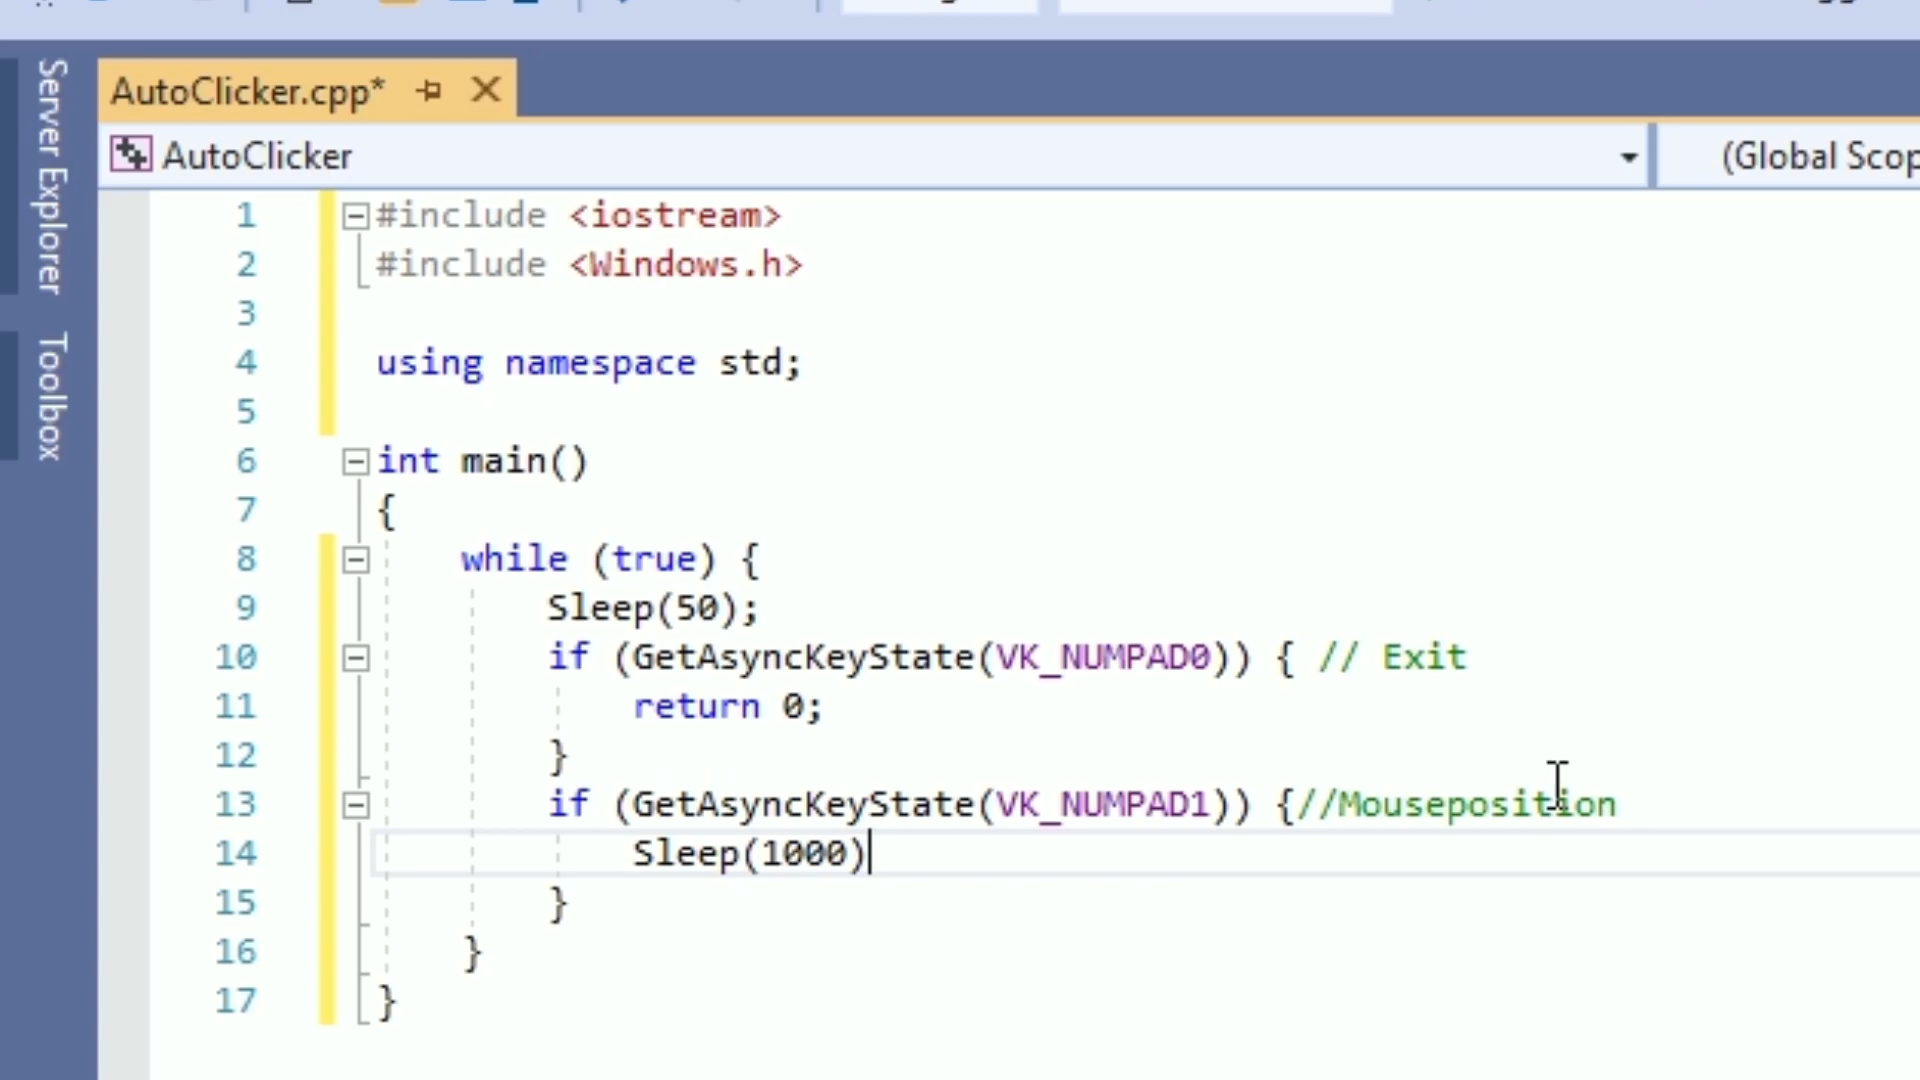 AutoClicker.cpp*
AutoClicker
(Global Scop
Server Explorer
Toolbox
1 #include <iostream>
2 #include <Windows.h>
3
4 using namespace std;
5
6 int main()
7 {
8 while (true) {
9 Sleep(50);
10 if (GetAsyncKeyState(VK_NUMPAD0)) { // Exit
11 return 0;
12 }
13 if (GetAsyncKeyState(VK_NUMPAD1)) {//Mouseposition
14 Sleep(1000)
15 }
16 }
17 }